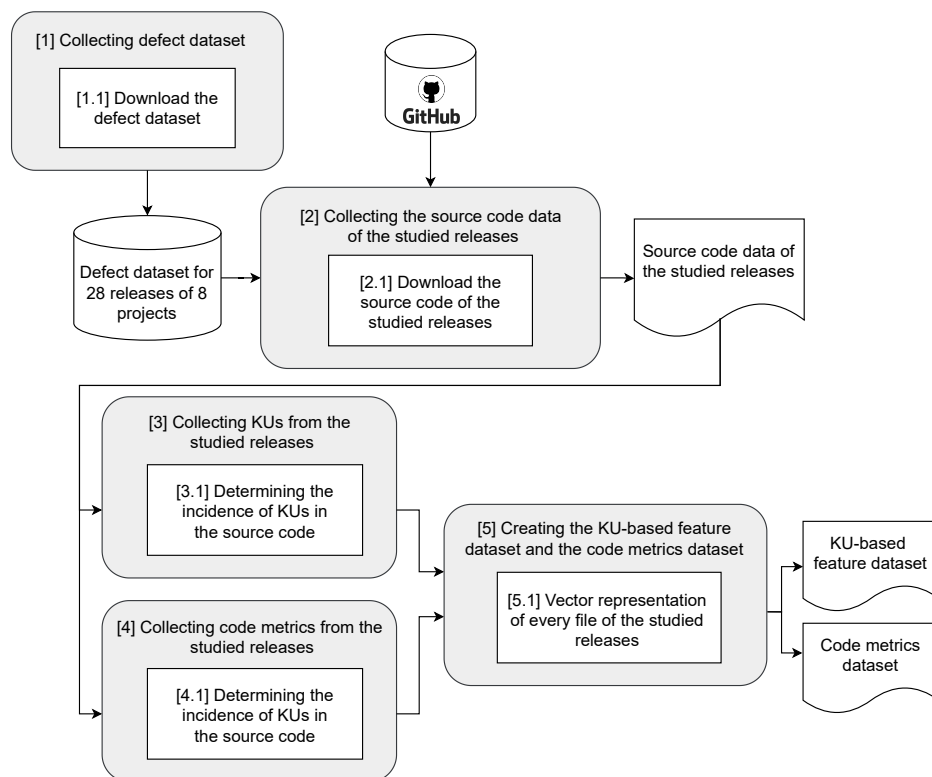 [1] Collecting defect dataset
[1.1] Download the
defect dataset
GitHub
Defect dataset for
28 releases of 8
projects
[2] Collecting the source code data
of the studied releases
[2.1] Download the
source code of the
studied releases
Source code data of
the studied releases
[3] Collecting KUs from the
studied releases
[3.1] Determining the
incidence of KUs in
the source code
[4] Collecting code metrics from the
studied releases
[4.1] Determining the
incidence of KUs in
the source code
[5] Creating the KU-based feature
dataset and the code metrics dataset
[5.1] Vector representation
of every file of the studied
releases
KU-based
feature dataset
Code metrics
dataset